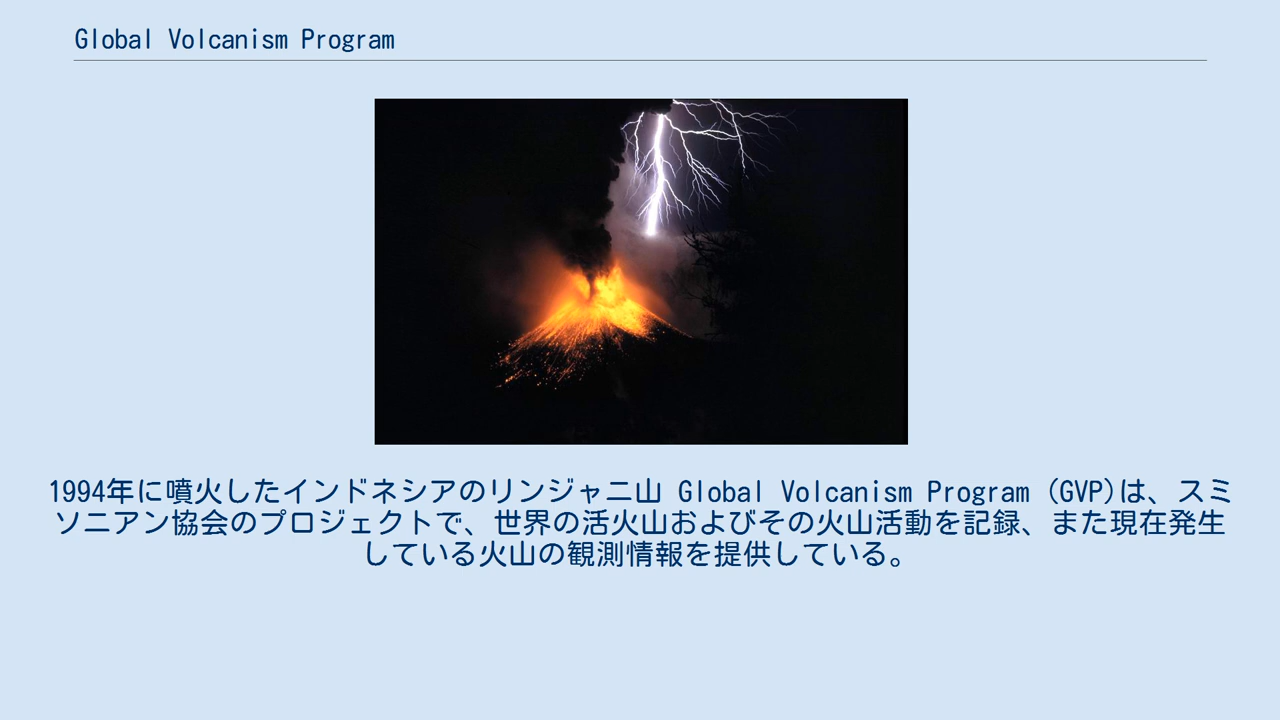 Global Volcanism Program
1994年に噴火したインドネシアのリンジャニ山 Global Volcanism Program (GVP)は、スミ
ソニアン協会のプロジェクトで、世界の活火山およびその火山活動を記録、また現在発生
している火山の観測情報を提供している。